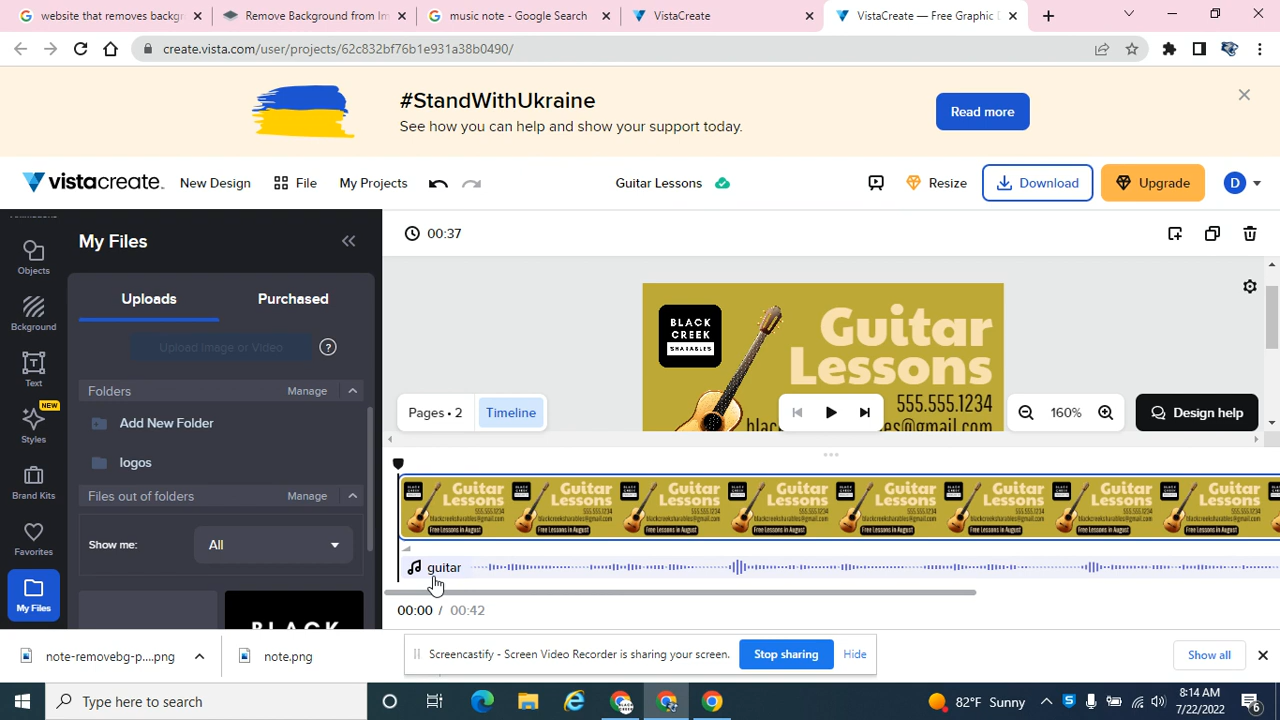 website that removed backg
Remove Background from Im
music note - Google Search
VistaCreate
VistaCreate — Free Graphic D
create.vista.com/user/projects/62c832bf76b1e931a38b0490/
#StandWithUkraine
See how you can help and show your support today.
Read more
vistacreate
New Design
File
My Projects
Guitar Lessons
Resize
Download
Upgrade
D
Objects
Bckground
Text
NEW
Styles
Brand Kits
Favorites
My Files
My Files
Uploads
Purchased
Upload Image or Video
?
Folders
Manage
Add New Folder
logos
Files out of folders
Manage
Show me:
All
BLACK
00:37
BLACK
CREEK
SHARABLES
Guitar
Lessons
555.555.1234
Pages • 2
Timeline
160%
Design help
guitar
00:00 / 00:42
note-removebg-p....png
note.png
Screencastify - Screen Video Recorder is sharing your screen.
Stop sharing
Hide
Show all
Type here to search
82°F Sunny
8:14 AM
7/22/2022
6